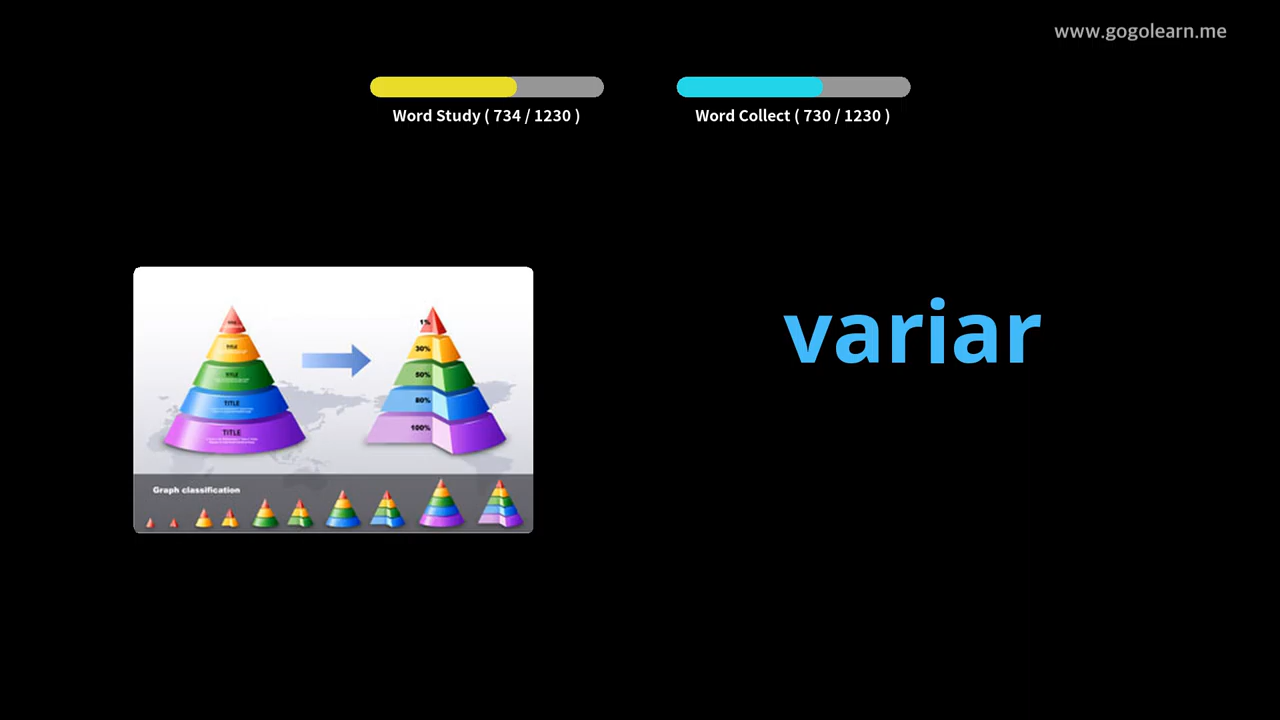 www.gogolearn.me
Word Study ( 734 / 1230 )
Word Collect ( 730 / 1230 )
variar
1%
TITLE
30%
TITLE
50%
TITLE
80%
TITLE
100%
Graph classification